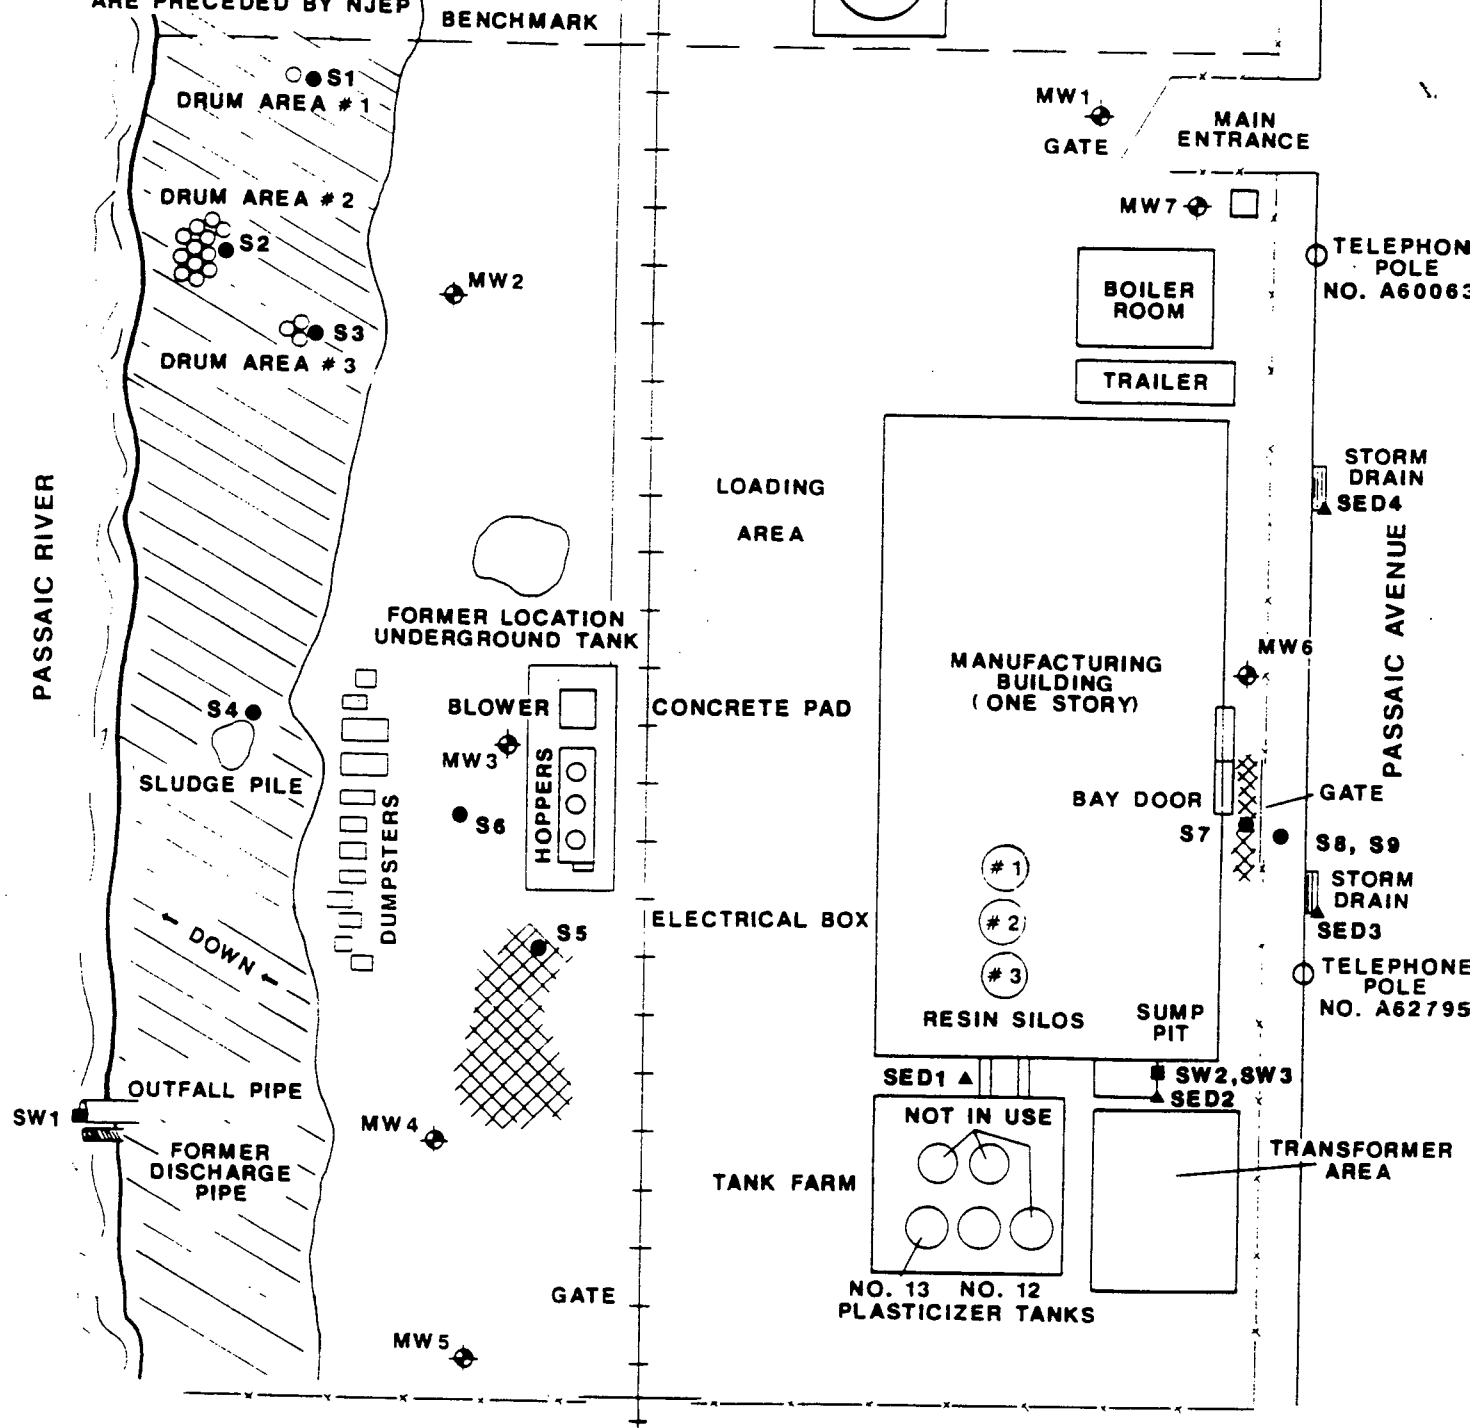 ARE PRECEDED BY NJEP
BENCHMARK
S1
DRUM AREA #1
MW1
GATE
MAIN
ENTRANCE
DRUM AREA #2
S2
MW7
MW2
TELEPHON
POLE
NO. A60063
BOILER
ROOM
S3
DRUM AREA #3
TRAILER
PASSAIC RIVER
LOADING
AREA
STORM
DRAIN
SED4
PASSAIC AVENUE
FORMER LOCATION
UNDERGROUND TANK
MW6
MANUFACTURING
BUILDING
(ONE STORY)
S4
SLUDGE PILE
BLOWER
CONCRETE PAD
MW3
HOPPERS
DUMPSTERS
S6
BAY DOOR
GATE
S7
S8, S9
#1
#2
#3
RESIN SILOS
STORM
DRAIN
SED3
ELECTRICAL BOX
S5
← DOWN ←
TELEPHONE
POLE
NO. A62795
SUMP
PIT
OUTFALL PIPE
SW1
SED1
SW2,SW3
SED2
NOT IN USE
MW4
FORMER
DISCHARGE
PIPE
TANK FARM
TRANSFORMER
AREA
GATE
NO. 13 NO. 12
PLASTICIZER TANKS
MW5